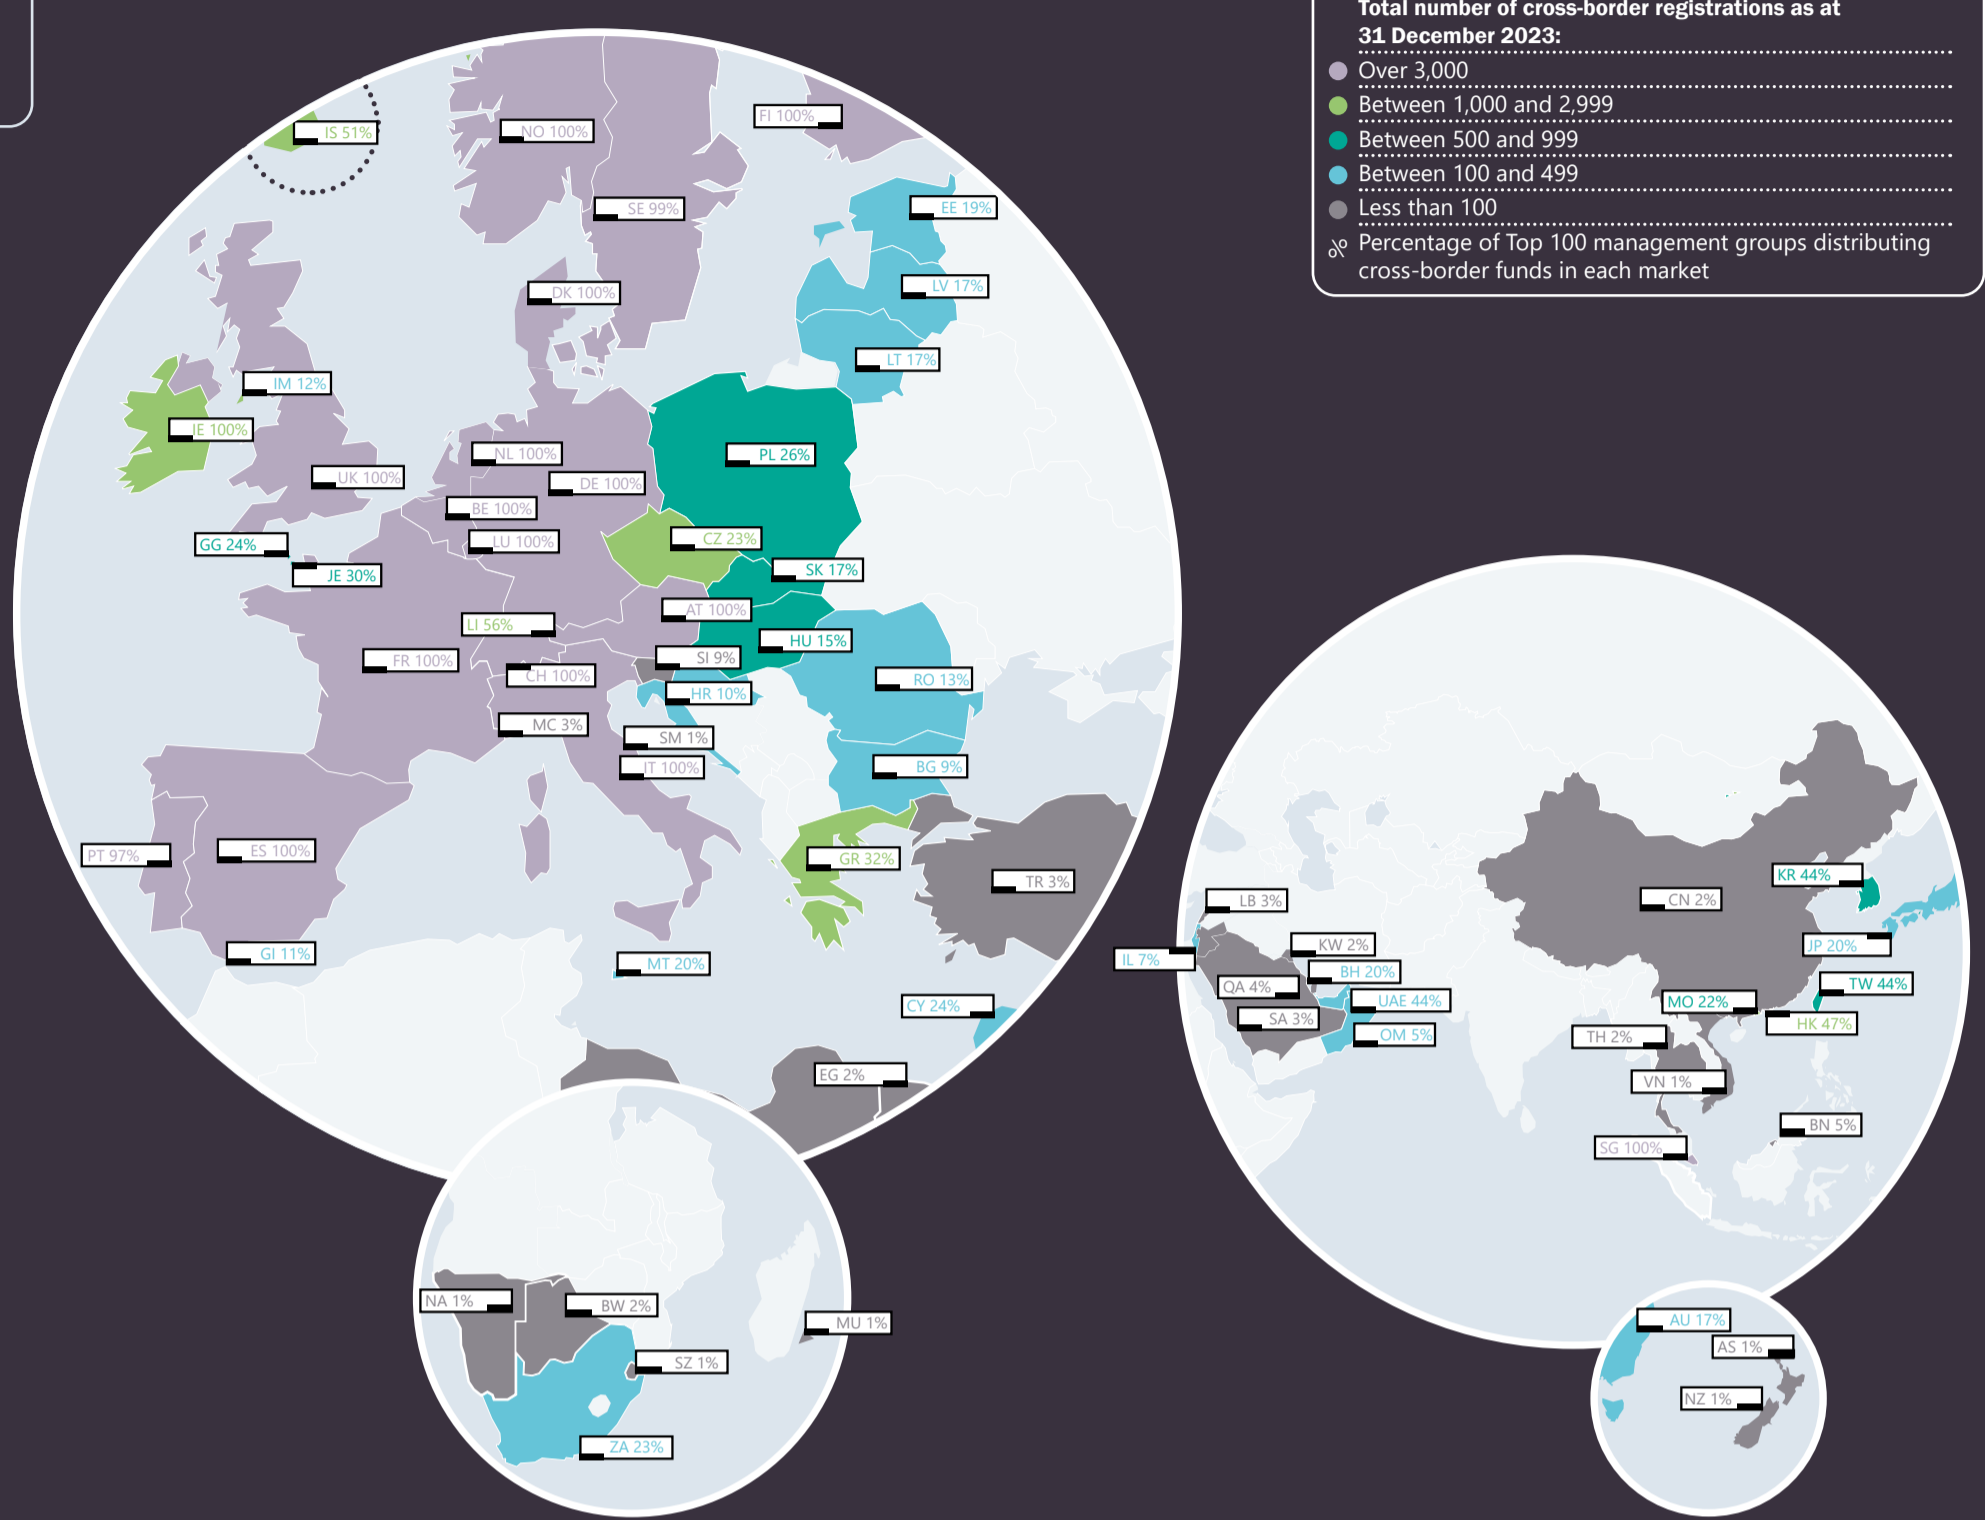 Total number of cross-border registrations as at
31 December 2023:
Over 3,000
Between 1,000 and 2,999
Between 500 and 999
Between 100 and 499
Less than 100
% Percentage of Top 100 management groups distributing
cross-border funds in each market
IS 51%
NO 100%
FI 100%
SE 99%
EE 19%
DK 100%
LV 17%
LT 17%
IM 12%
IE 100%
NL 100%
PL 26%
UK 100%
DE 100%
BE 100%
GG 24%
LU 100%
CZ 23%
JE 30%
SK 17%
LI 56%
AT 100%
HU 15%
FR 100%
CH 100%
SI 9%
RO 13%
HR 10%
MC 3%
SM 1%
IT 100%
BG 9%
PT 97%
ES 100%
GR 32%
TR 3%
GI 11%
MT 20%
CY 24%
EG 2%
NA 1%
BW 2%
MU 1%
SZ 1%
ZA 23%
LB 3%
CN 2%
KR 44%
IL 7%
KW 2%
JP 20%
BH 20%
QA 4%
UAE 44%
TW 44%
MO 22%
SA 3%
HK 47%
OM 5%
TH 2%
VN 1%
BN 5%
SG 100%
AU 17%
AS 1%
NZ 1%